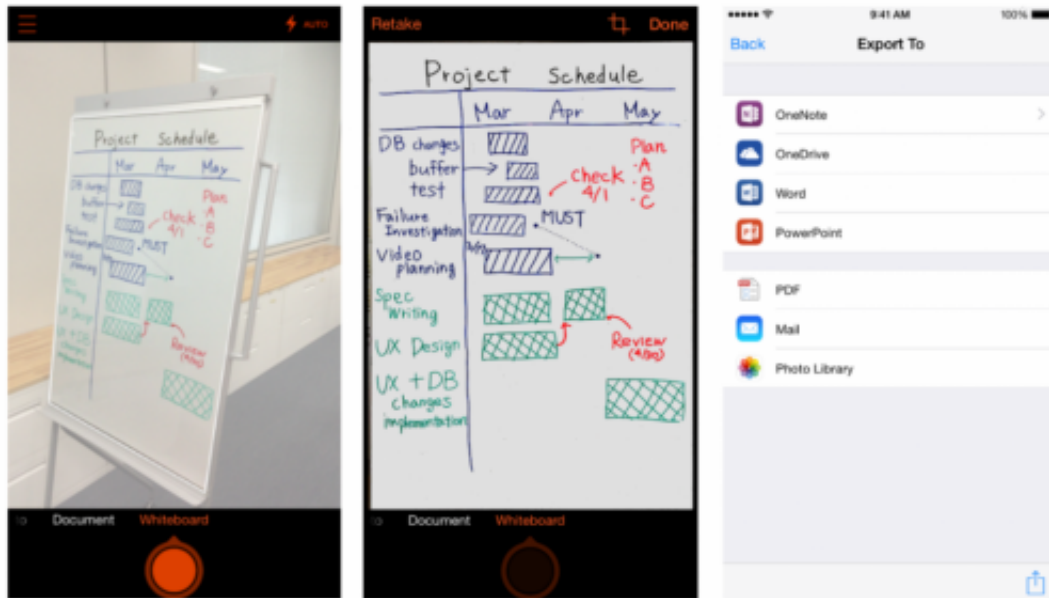 AUTO
Project Schedule
Mar Apr May
DB changes
buffer
test
Plan
·A
·B
·C
check
4/1
Failure
Investigation
MUST
Video
planning
Spec
Writing
UX Design
Review
UX + DB
changes
implementation
Document Whiteboard
Retake Done
Project Schedule
Mar Apr May
DB changes
buffer
test
Plan
·A
·B
·C
check
4/1
Failure
Investigation
MUST
Video
planning
Spec
Writing
UX Design
Review
UX + DB
changes
implementation
Document Whiteboard
9:41 AM 100%
Back Export To
OneNote
OneDrive
Word
PowerPoint
PDF
Mail
Photo Library